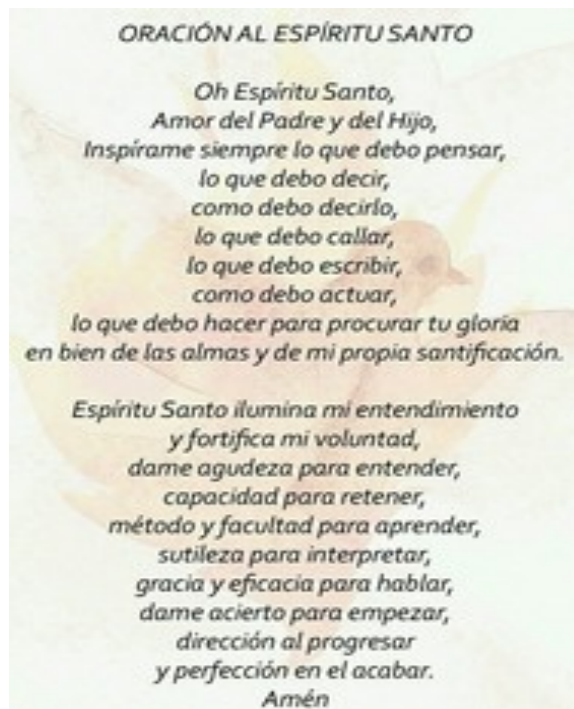 ORACIÓN AL ESPÍRITU SANTO
Oh Espíritu Santo,
Amor del Padre y del Hijo,
Inspírame siempre lo que debo pensar,
lo que debo decir,
como debo decirlo,
lo que debo callar,
lo que debo escribir,
como debo actuar,
lo que debo hacer para procurar tu gloria
en bien de las almas y de mi propia santificación.
Espíritu Santo ilumina mi entendimiento
y fortifica mi voluntad,
dame agudeza para entender,
capacidad para retener,
método y facultad para aprender,
sutileza para interpretar,
gracia y eficacia para hablar,
dame acierto para empezar,
dirección al progresar
y perfección en el acabar.
Amén